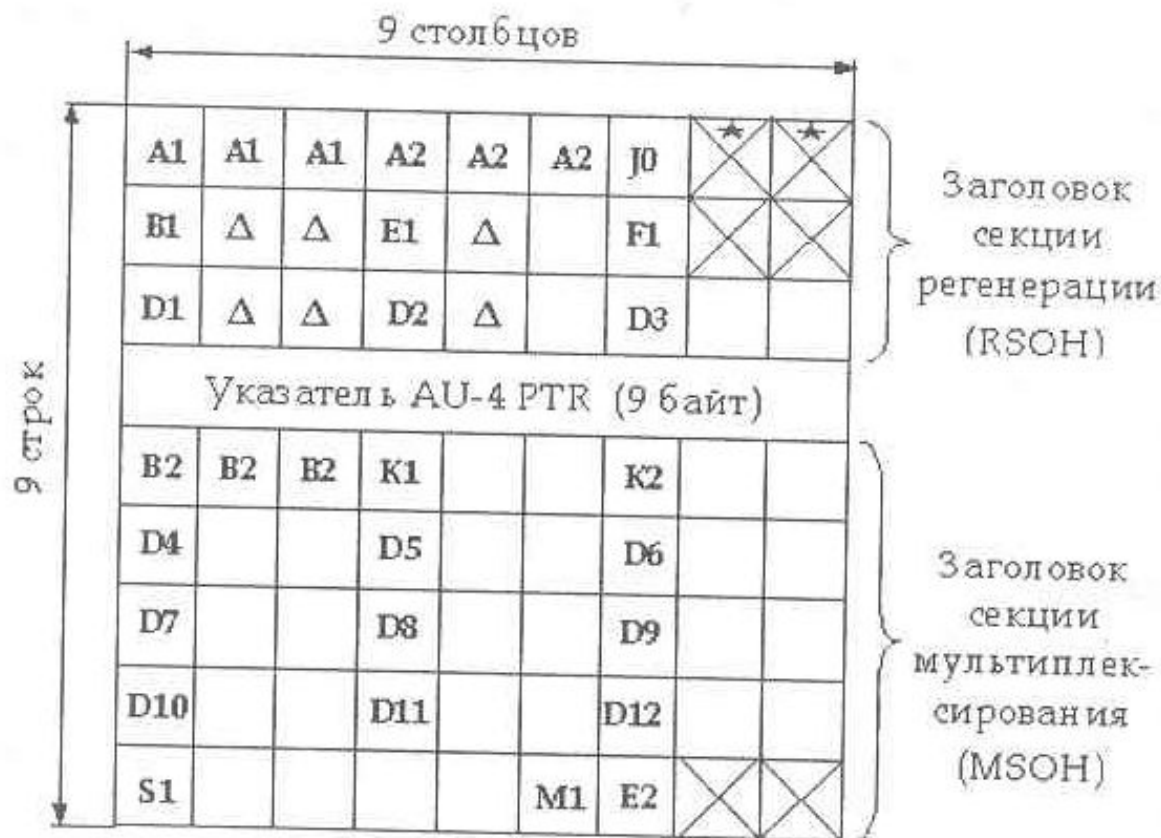 9 столбцов
A1 A1 A1 A2 A2 A2 J0
B1 Δ Δ E1 Δ F1
D1 Δ Δ D2 Δ D3
Указатель AU-4 PTR (9 байт)
B2 B2 B2 K1 K2
D4 D5 D6
D7 D8 D9
D10 D11 D12
S1 M1 E2
9 строк
Заголовок
секции
регенерации
(RSOH)
Заголовок
секции
мультиплек-
сирования
(MSOH)